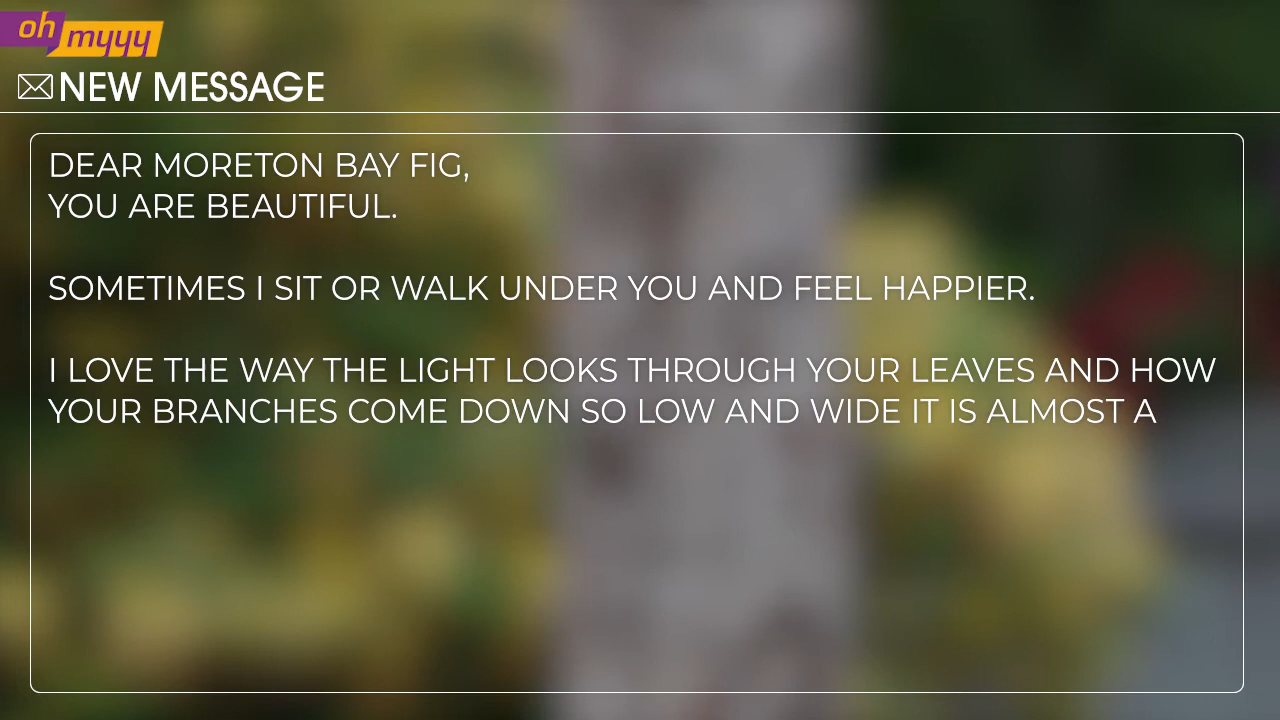 oh
myyy
NEW MESSAGE
DEAR MORETON BAY FIG,
YOU ARE BEAUTIFUL.
SOMETIMES I SIT OR WALK UNDER YOU AND FEEL HAPPIER.
I LOVE THE WAY THE LIGHT LOOKS THROUGH YOUR LEAVES AND HOW
YOUR BRANCHES COME DOWN SO LOW AND WIDE IT IS ALMOST A